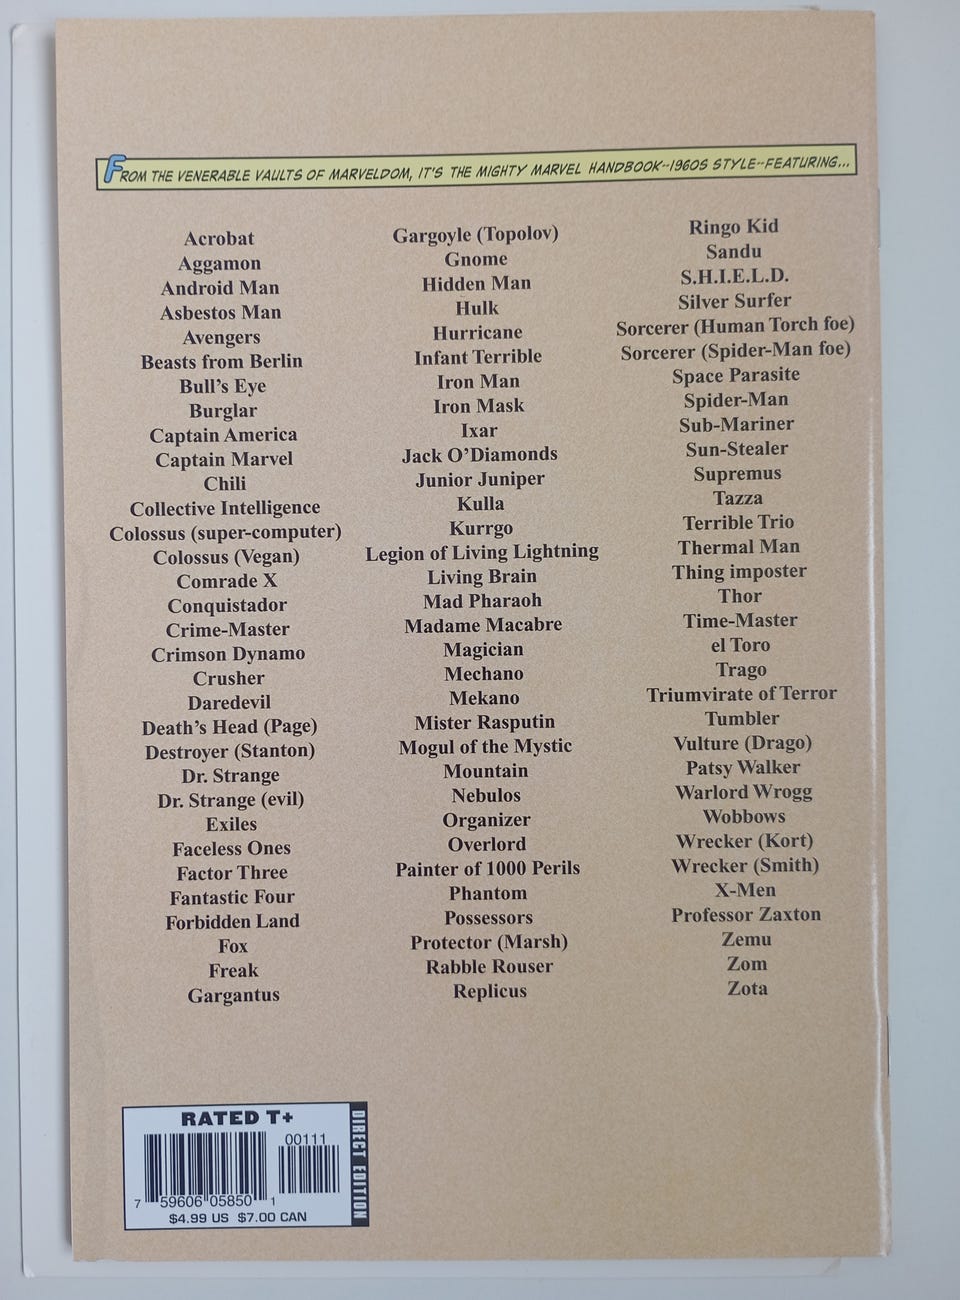 FROM THE VENERABLE VAULTS OF MARVELDOM, IT'S THE MIGHTY MARVEL HANDBOOK--1960S STYLE--FEATURING...
Acrobat
Aggamon
Android Man
Asbestos Man
Avengers
Beasts from Berlin
Bull's Eye
Burglar
Captain America
Captain Marvel
Chili
Collective Intelligence
Colossus (super-computer)
Colossus (Vegan)
Comrade X
Conquistador
Crime-Master
Crimson Dynamo
Crusher
Daredevil
Death's Head (Page)
Destroyer (Stanton)
Dr. Strange
Dr. Strange (evil)
Exiles
Faceless Ones
Factor Three
Fantastic Four
Forbidden Land
Fox
Freak
Gargantus
Gargoyle (Topolov)
Gnome
Hidden Man
Hulk
Hurricane
Infant Terrible
Iron Man
Iron Mask
Ixar
Jack O'Diamonds
Junior Juniper
Kulla
Kurrgo
Legion of Living Lightning
Living Brain
Mad Pharaoh
Madame Macabre
Magician
Mechano
Mekano
Mister Rasputin
Mogul of the Mystic
Mountain
Nebulos
Organizer
Overlord
Painter of 1000 Perils
Phantom
Possessors
Protector (Marsh)
Rabble Rouser
Replicus
Ringo Kid
Sandu
S.H.I.E.L.D.
Silver Surfer
Sorcerer (Human Torch foe)
Sorcerer (Spider-Man foe)
Space Parasite
Spider-Man
Sub-Mariner
Sun-Stealer
Supremus
Tazza
Terrible Trio
Thermal Man
Thing imposter
Thor
Time-Master
el Toro
Trago
Triumvirate of Terror
Tumbler
Vulture (Drago)
Patsy Walker
Warlord Wrogg
Wobbows
Wrecker (Kort)
Wrecker (Smith)
X-Men
Professor Zaxton
Zemu
Zom
Zota
RATED T+
00111
7 59606 05850 1
$4.99 US $7.00 CAN
DIRECT EDITION